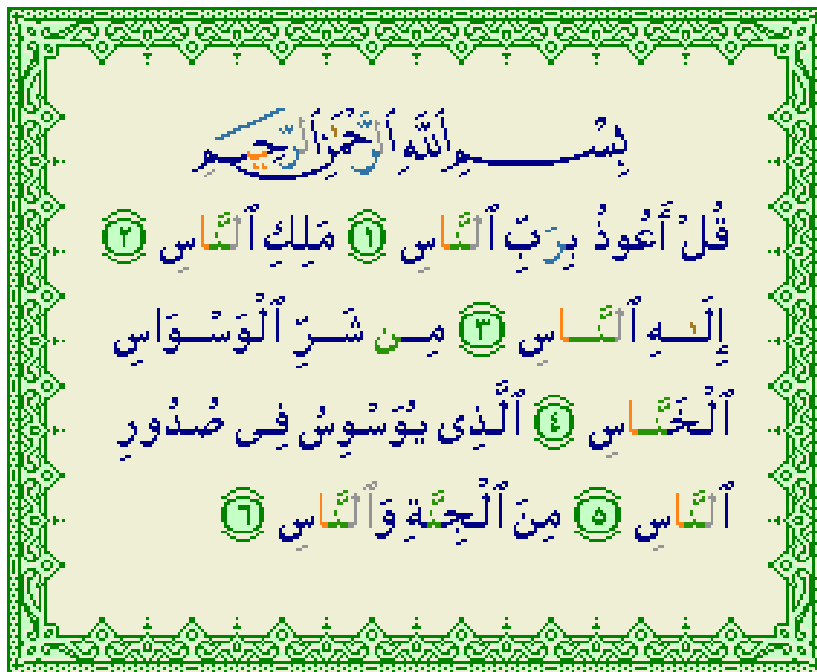 بِسْمِ ٱللَّهِ ٱلرَّحْمَٰنِ ٱلرَّحِيمِ
قُلْ أَعُوذُ بِرَبِّ ٱلنَّاسِ ١ مَلِكِ ٱلنَّاسِ ٢
إِلَٰهِ ٱلنَّاسِ ٣ مِن شَرِّ ٱلْوَسْوَاسِ
ٱلْخَنَّاسِ ٤ ٱلَّذِى يُوَسْوِسُ فِى صُدُورِ
ٱلنَّاسِ ٥ مِنَ ٱلْجِنَّةِ وَٱلنَّاسِ ٦